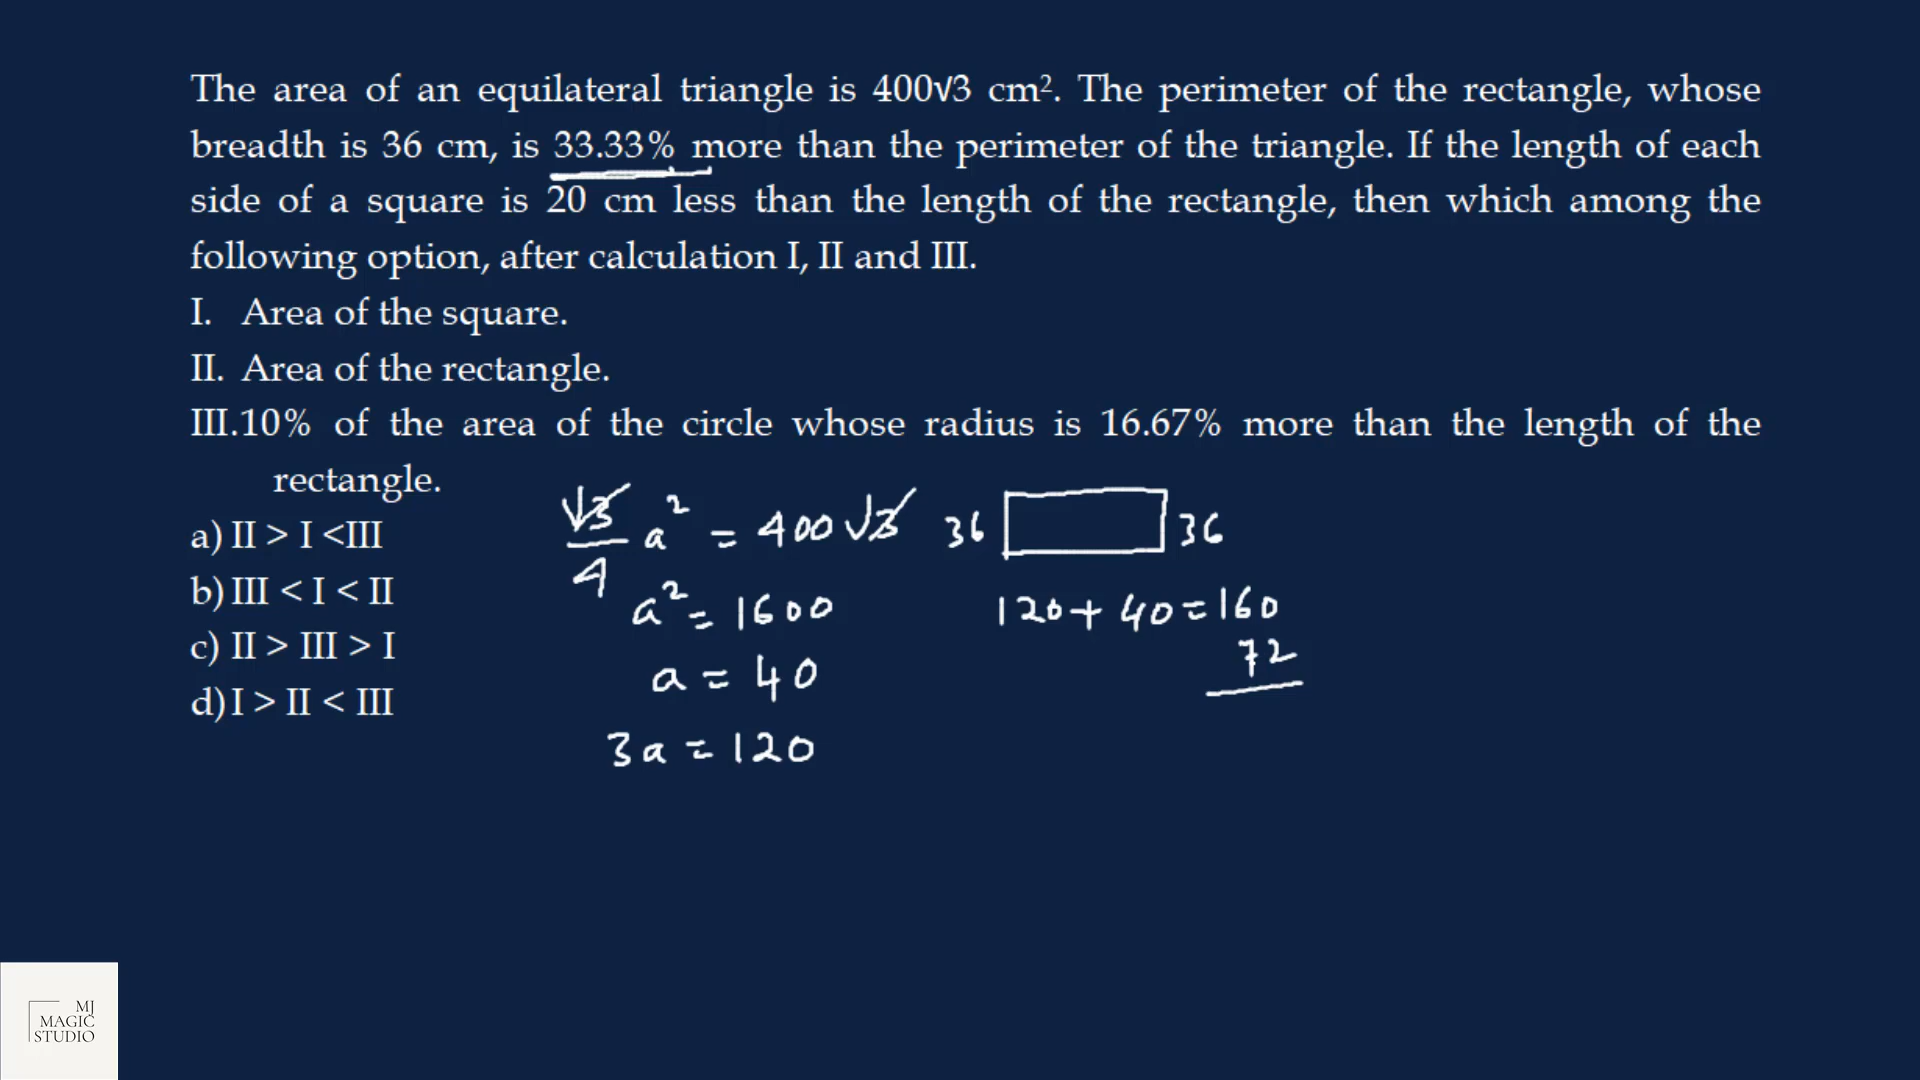 The area of an equilateral triangle is 400√3 cm². The perimeter of the rectangle, whose
breadth is 36 cm, is 33.33% more than the perimeter of the triangle. If the length of each
side of a square is 20 cm less than the length of the rectangle, then which among the
following option, after calculation I, II and III.
I. Area of the square.
II. Area of the rectangle.
III.10% of the area of the circle whose radius is 16.67% more than the length of the
rectangle.
a) II > I <III
b) III < I < II
c) II > III > I
d) I > II < III
√3/4 a² = 400√3
a² = 1600
a = 40
3a = 120
36 36
120 + 40 = 160
72
MJ
MAGIC
STUDIO